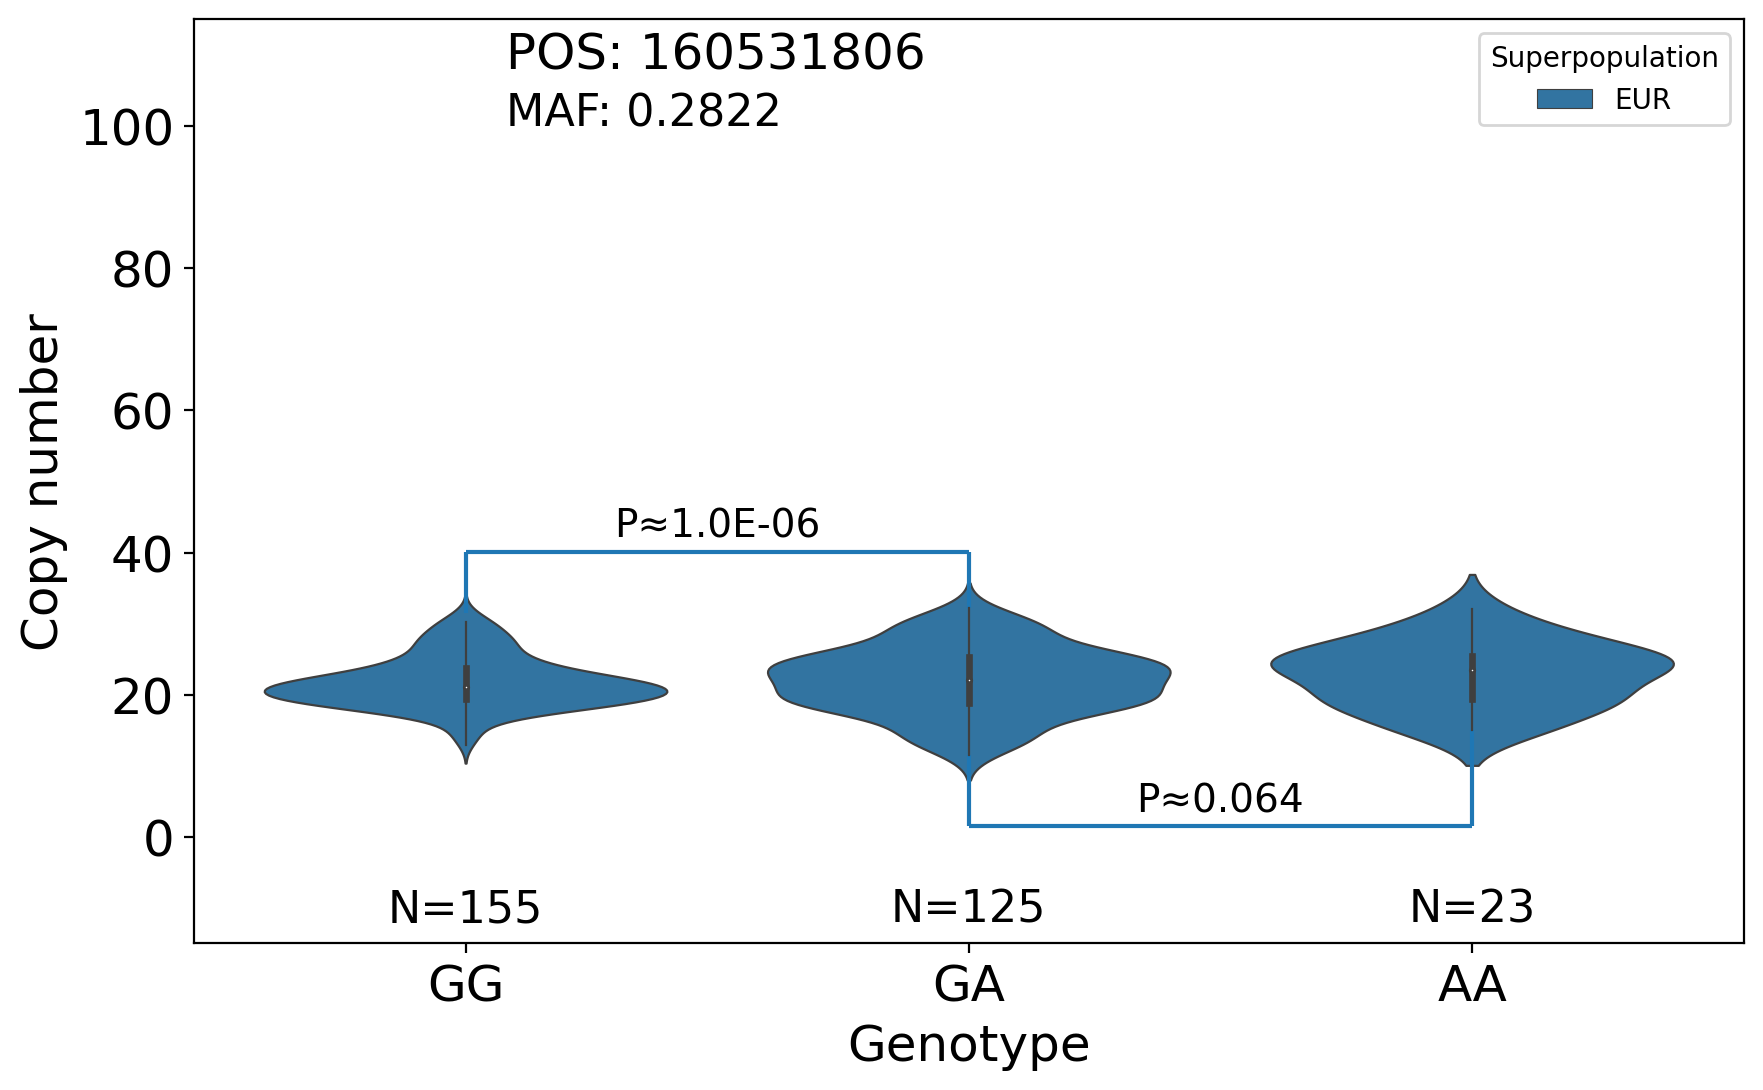 POS: 160531806
MAF: 0.2822
Superpopulation
EUR
Copy number
100
80
60
40
20
0
P≈1.0E-06
P≈0.064
N=155
N=125
N=23
GG
GA
AA
Genotype